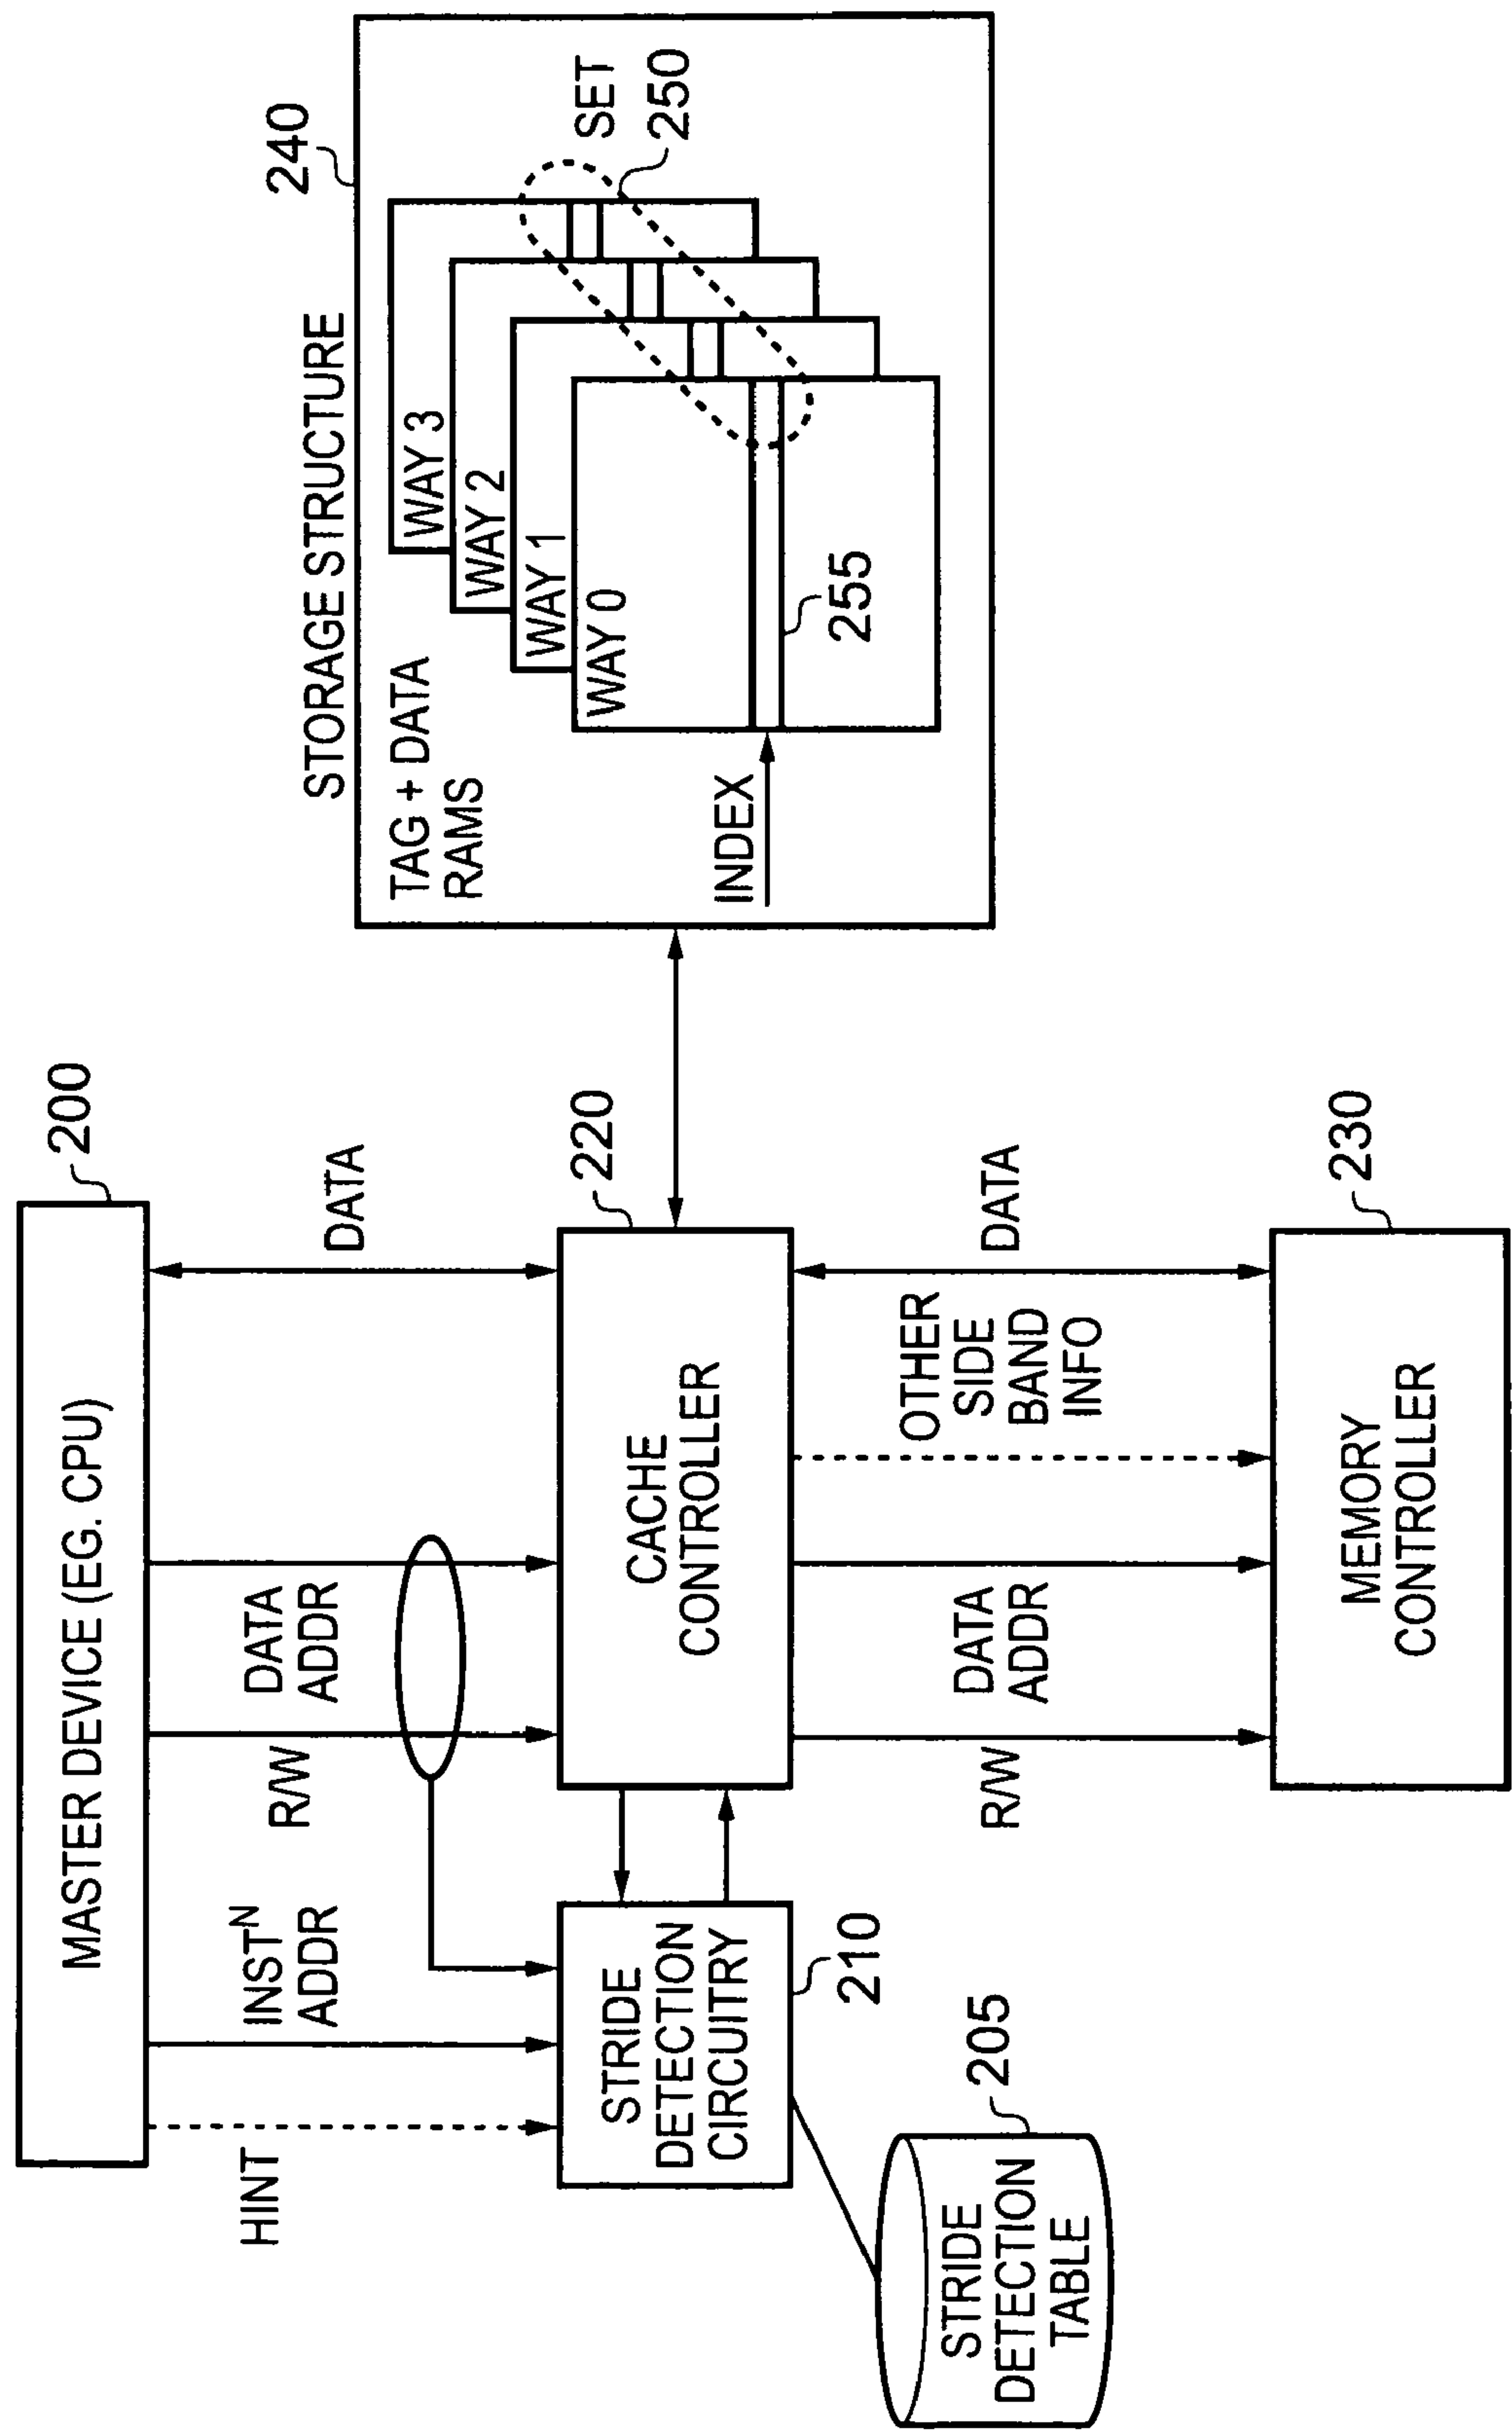 MASTER DEVICE (EG. CPU)
200
HINT
INST^N
ADDR
R/W
DATA
ADDR
DATA
STRIDE
DETECTION
CIRCUITRY
210
CACHE
CONTROLLER
220
STRIDE
DETECTION
TABLE
205
R/W
DATA
ADDR
OTHER
SIDE
BAND
INFO
DATA
MEMORY
CONTROLLER
230
STORAGE STRUCTURE
240
TAG + DATA
RAMS
WAY 3
WAY 2
WAY 1
WAY 0
SET
250
INDEX
255